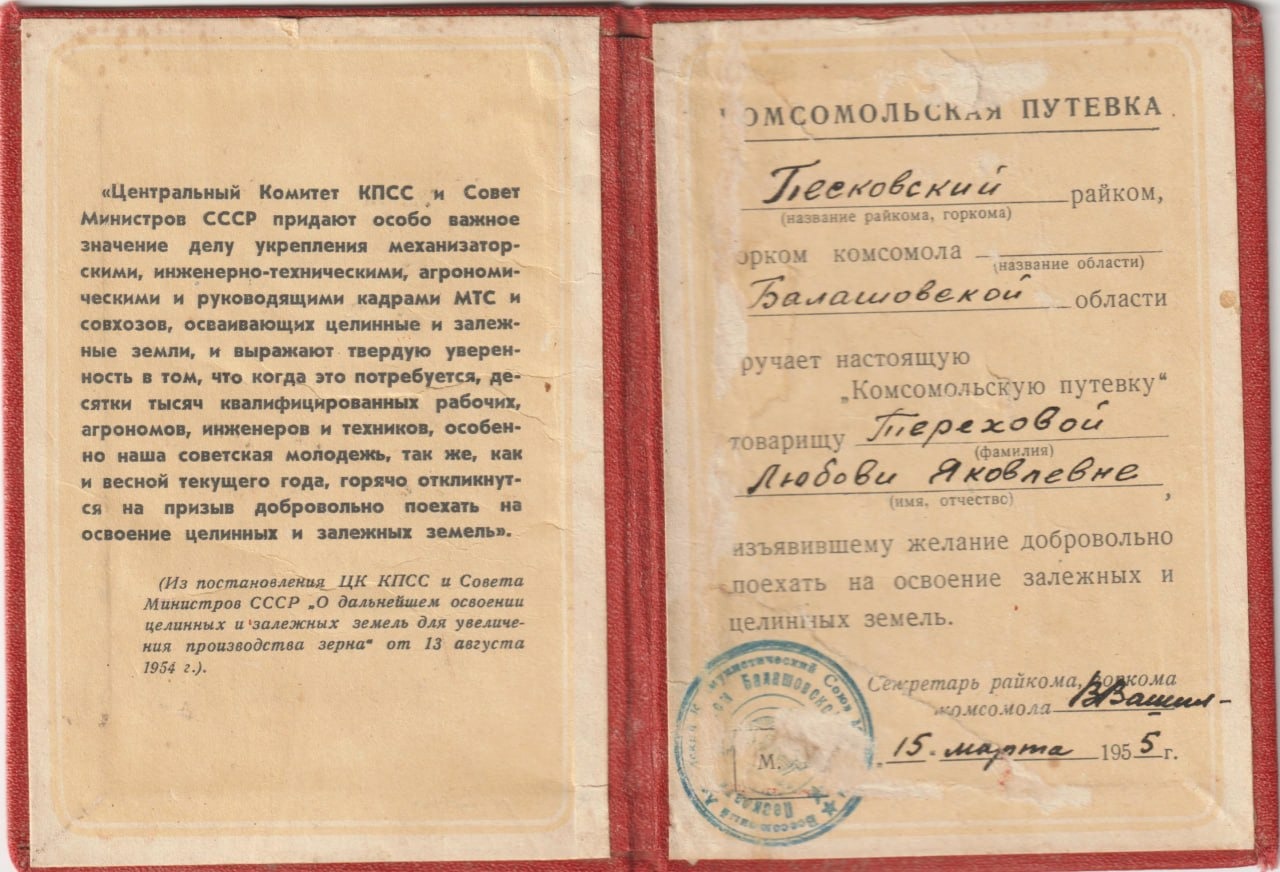 «Центральный Комитет КПСС и Совет
Министров СССР придают особо важное
значение делу укрепления механизатор-
скими, инженерно-техническими, агрономи-
ческими и руководящими кадрами МТС и
совхозов, осваивающих целинные и залеж-
ные земли, и выражают твердую уверен-
ность в том, что когда это потребуется, де-
сятки тысяч квалифицированных рабочих,
агрономов, инженеров и техников, особен-
но наша советская молодежь, так же, как
и весной текущего года, горячо откликнут-
ся на призыв добровольно поехать на
освоение целинных и залежных земель».
(Из постановления ЦК КПСС и Совета
Министров СССР „О дальнейшем освоении
целинных и залежных земель для увеличе-
ния производства зерна“ от 13 августа
1954 г.).
КОМСОМОЛЬСКАЯ ПУТЕВКА
Песковский райком,
(название райкома, горкома)
орком комсомола
(название области)
Балашовской области
ручает настоящую
„Комсомольскую путевку“
товарищу Тереховой
(фамилия)
Любови Яковлевне
(имя, отчество) ,
изъявившему желание добровольно
поехать на освоение залежных и
целинных земель.
Секретарь райкома, горкома
комсомола
15 марта 1955 г.
М.
Всесоюзный
Союз
Балашовской